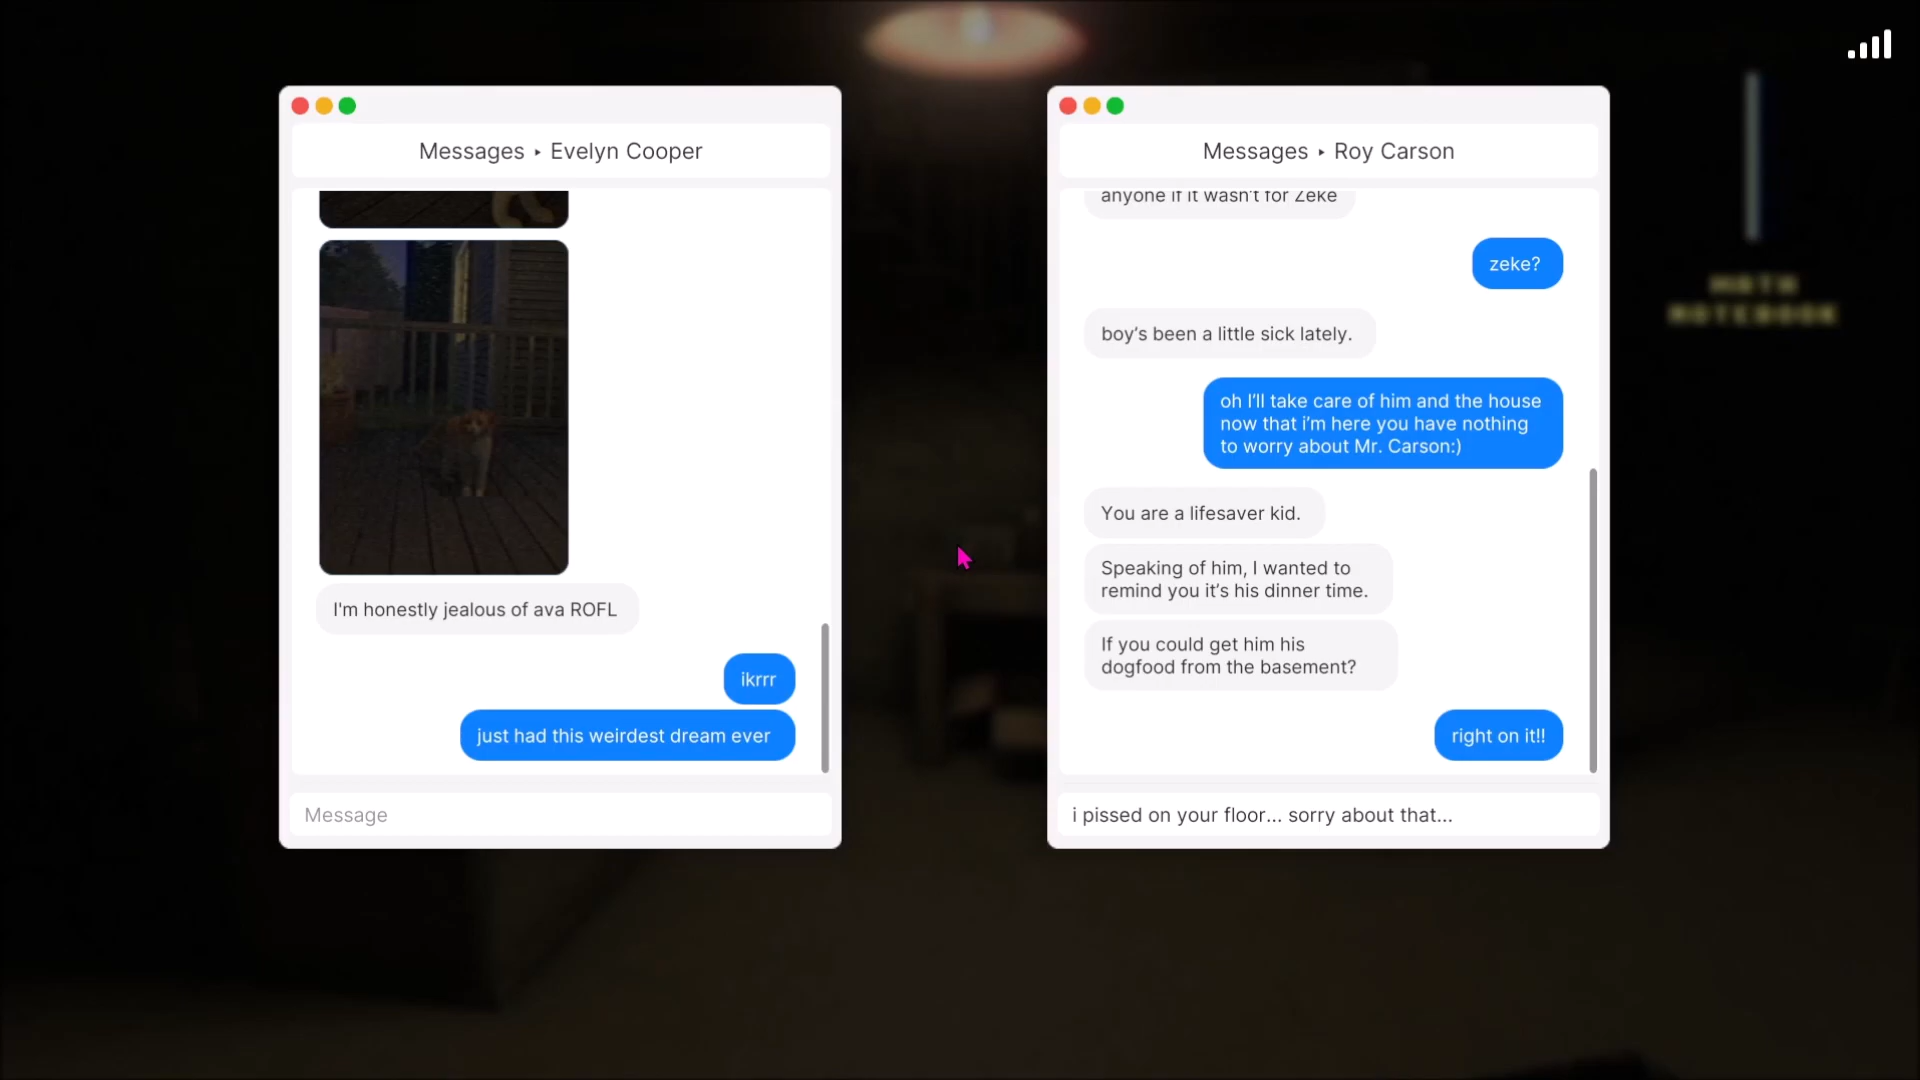 Messages ‣ Evelyn Cooper
I'm honestly jealous of ava ROFL
ikrrr
just had this weirdest dream ever
Message
Messages ‣ Roy Carson
anyone if it wasn't for Zeke
zeke?
boy's been a little sick lately.
oh I'll take care of him and the house
now that i'm here you have nothing
to worry about Mr. Carson:)
You are a lifesaver kid.
Speaking of him, I wanted to
remind you it's his dinner time.
If you could get him his
dogfood from the basement?
right on it!!
i pissed on your floor... sorry about that...
MATH
NOTEBOOK